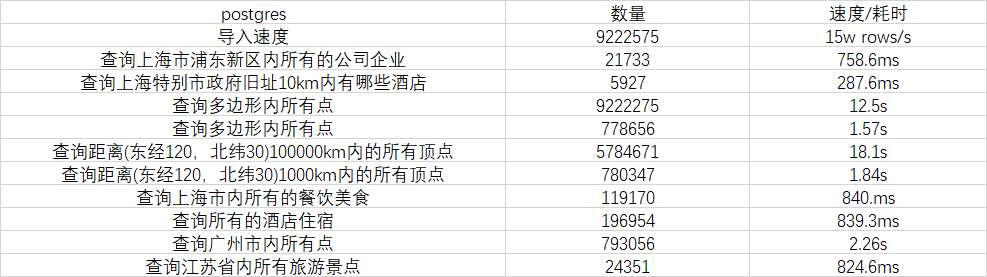 postgres 数量 速度/耗时
导入速度 9222575 15w rows/s
查询上海市浦东新区内所有的公司企业 21733 758.6ms
查询上海特别市政府旧址10km内有哪些酒店 5927 287.6ms
查询多边形内所有点 9222275 12.5s
查询多边形内所有点 778656 1.57s
查询距离(东经120，北纬30)100000km内的所有顶点 5784671 18.1s
查询距离(东经120，北纬30)1000km内的所有顶点 780347 1.84s
查询上海市内所有的餐饮美食 119170 840.ms
查询所有的酒店住宿 196954 839.3ms
查询广州市内所有点 793056 2.26s
查询江苏省内所有旅游景点 24351 824.6ms